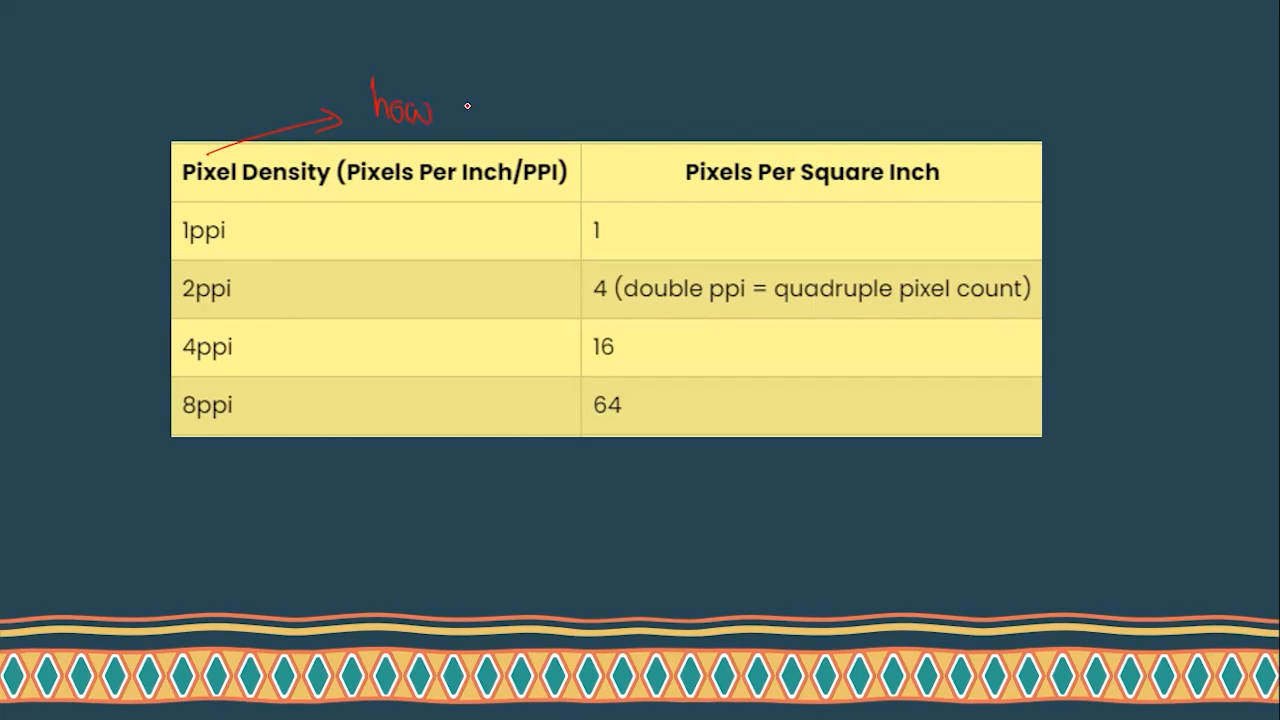 how
Pixel Density (Pixels Per Inch/PPI) Pixels Per Square Inch
1ppi 1
2ppi 4 (double ppi = quadruple pixel count)
4ppi 16
8ppi 64